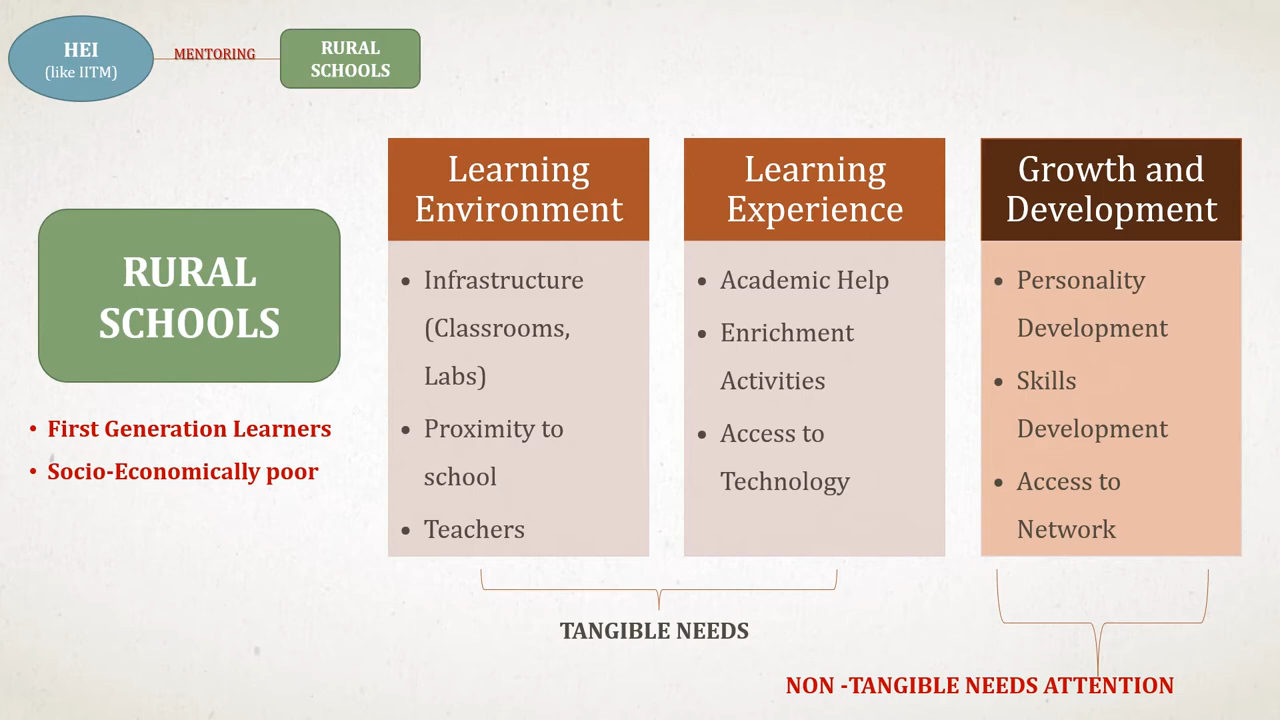 HEI
(like IITM)
MENTORING
RURAL
SCHOOLS
RURAL
SCHOOLS
• First Generation Learners
• Socio-Economically poor
Learning
Environment
• Infrastructure
(Classrooms,
Labs)
• Proximity to
school
• Teachers
Learning
Experience
• Academic Help
• Enrichment
Activities
• Access to
Technology
Growth and
Development
• Personality
Development
• Skills
Development
• Access to
Network
TANGIBLE NEEDS
NON -TANGIBLE NEEDS ATTENTION